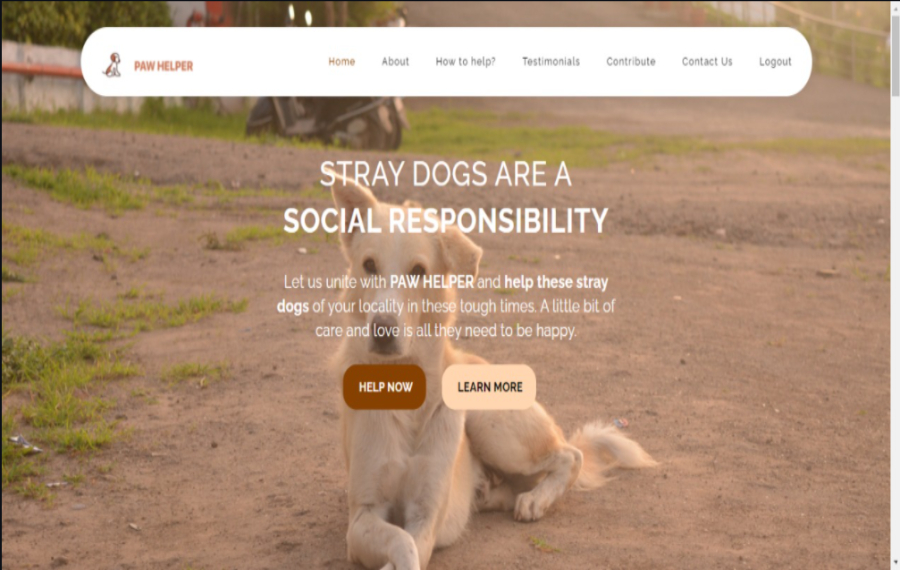 PAW HELPER
Home About How to help? Testimonials Contribute Contact Us Logout
STRAY DOGS ARE A
SOCIAL RESPONSIBILITY
Let us unite with PAW HELPER and help these stray
dogs of your locality in these tough times. A little bit of
care and love is all they need to be happy.
HELP NOW LEARN MORE